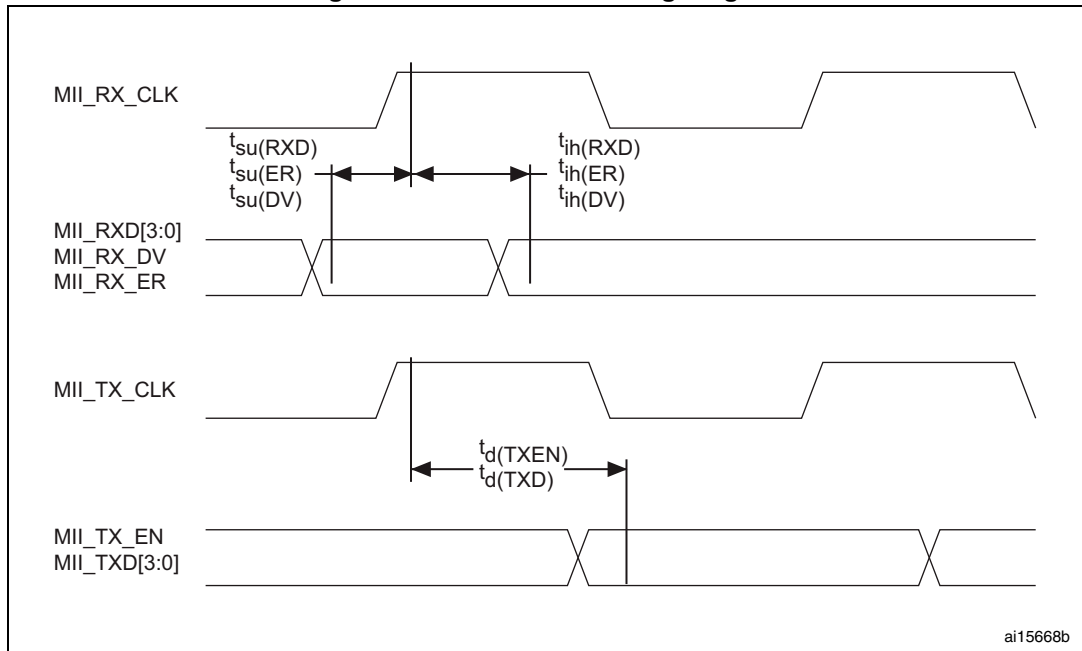 MII_RX_CLK
tsu(RXD)
tsu(ER)
tsu(DV)
tih(RXD)
tih(ER)
tih(DV)
MII_RXD[3:0]
MII_RX_DV
MII_RX_ER
MII_TX_CLK
td(TXEN)
td(TXD)
MII_TX_EN
MII_TXD[3:0]
ai15668b